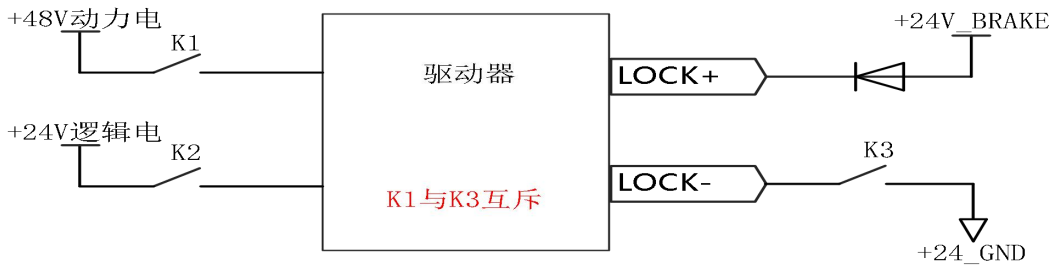 +48V动力电
K1
驱动器
LOCK+
+24V_BRAKE
+24V逻辑电
K2
K1与K3互斥
LOCK-
K3
+24_GND